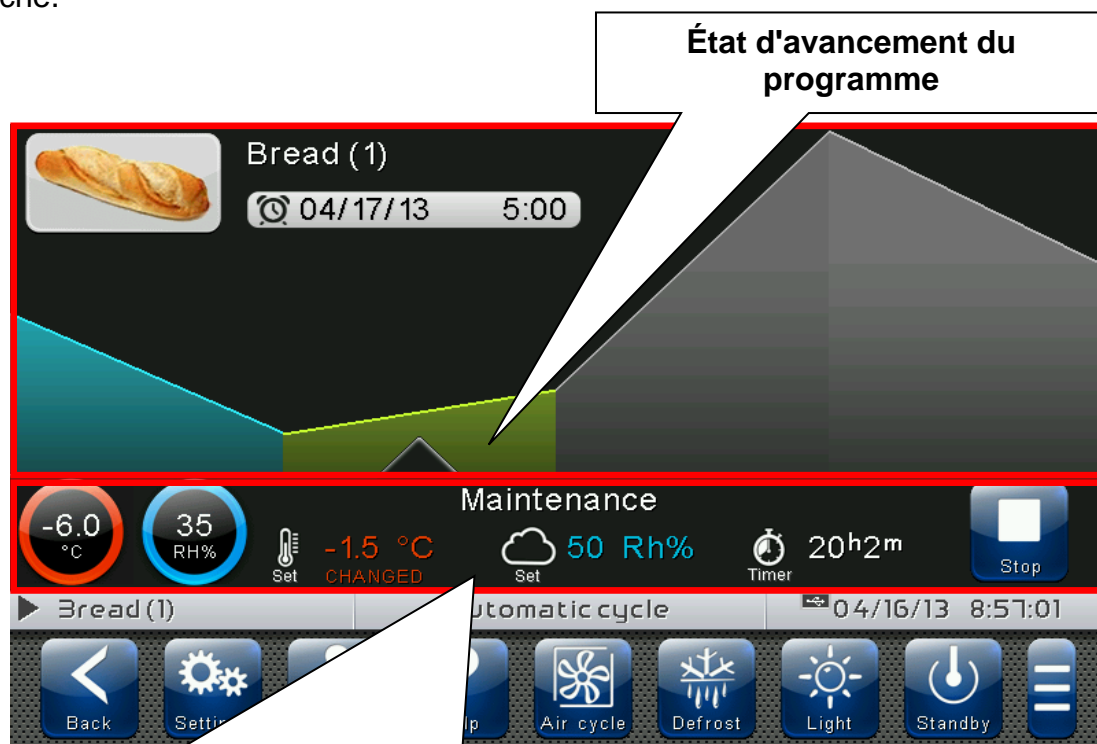 État d'avancement du
programme
Bread (1)
04/17/13 5:00
Maintenance
-6.0
°C
35
RH%
Set
-1.5 °C
CHANGED
Set
50 Rh%
Timer
20h2m
Stop
Bread (1)
cycle
04/16/13 8:57:01
Back
Air cycle
Defrost
Light
Standby